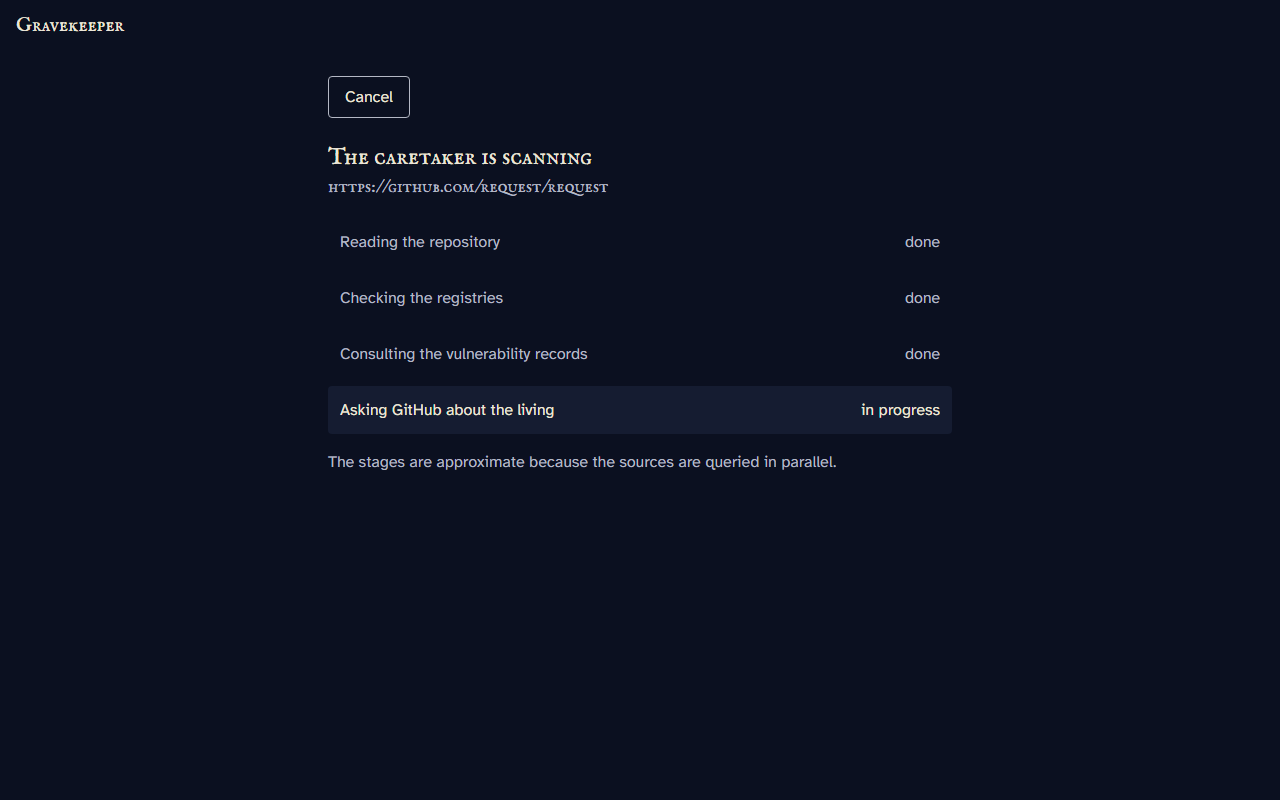 Gravekeeper
Cancel
The caretaker is scanning
https://github.com/request/request
Reading the repository done
Checking the registries done
Consulting the vulnerability records done
Asking GitHub about the living in progress
The stages are approximate because the sources are queried in parallel.